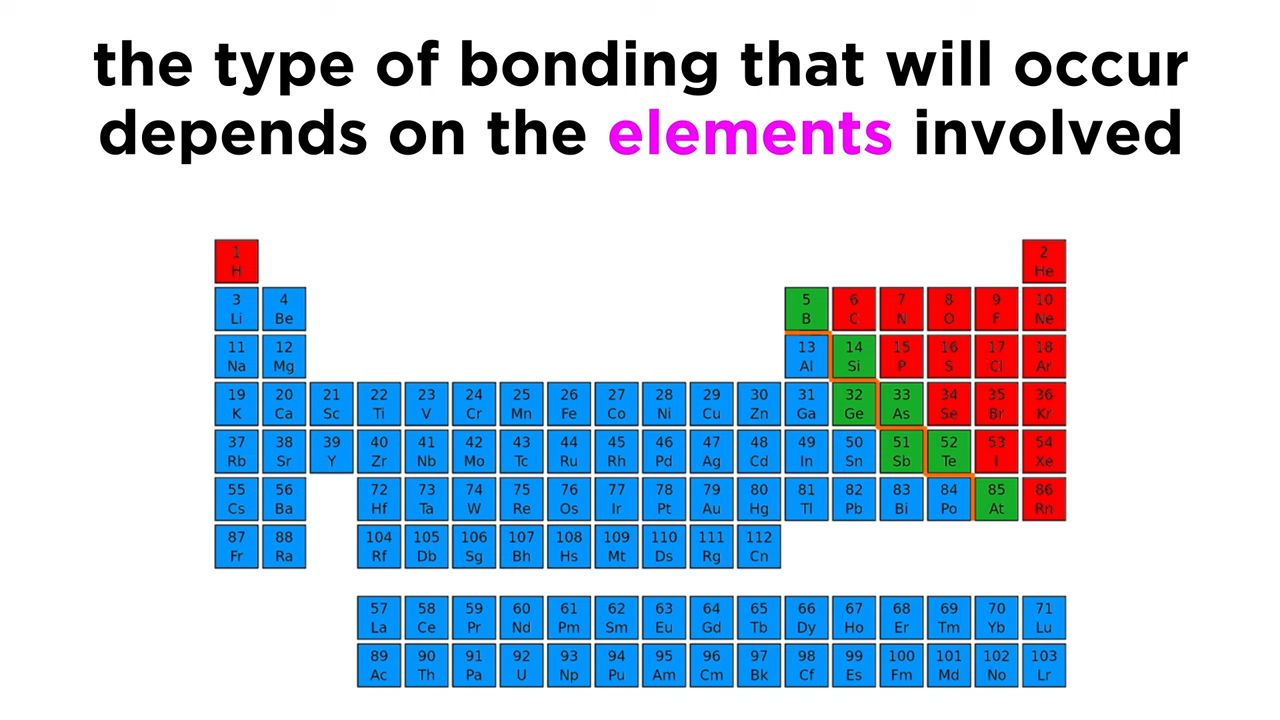 the type of bonding that will occur
depends on the elements involved
1 2
H He
3 4 5 6 7 8 9 10
Li Be B C N O F Ne
11 12 13 14 15 16 17 18
Na Mg Al Si P S Cl Ar
19 20 21 22 23 24 25 26 27 28 29 30 31 32 33 34 35 36
K Ca Sc Ti V Cr Mn Fe Co Ni Cu Zn Ga Ge As Se Br Kr
37 38 39 40 41 42 43 44 45 46 47 48 49 50 51 52 53 54
Rb Sr Y Zr Nb Mo Tc Ru Rh Pd Ag Cd In Sn Sb Te I Xe
55 56 72 73 74 75 76 77 78 79 80 81 82 83 84 85 86
Cs Ba Hf Ta W Re Os Ir Pt Au Hg Tl Pb Bi Po At Rn
87 88 104 105 106 107 108 109 110 111 112
Fr Ra Rf Db Sg Bh Hs Mt Ds Rg Cn
57 58 59 60 61 62 63 64 65 66 67 68 69 70 71
La Ce Pr Nd Pm Sm Eu Gd Tb Dy Ho Er Tm Yb Lu
89 90 91 92 93 94 95 96 97 98 99 100 101 102 103
Ac Th Pa U Np Pu Am Cm Bk Cf Es Fm Md No Lr